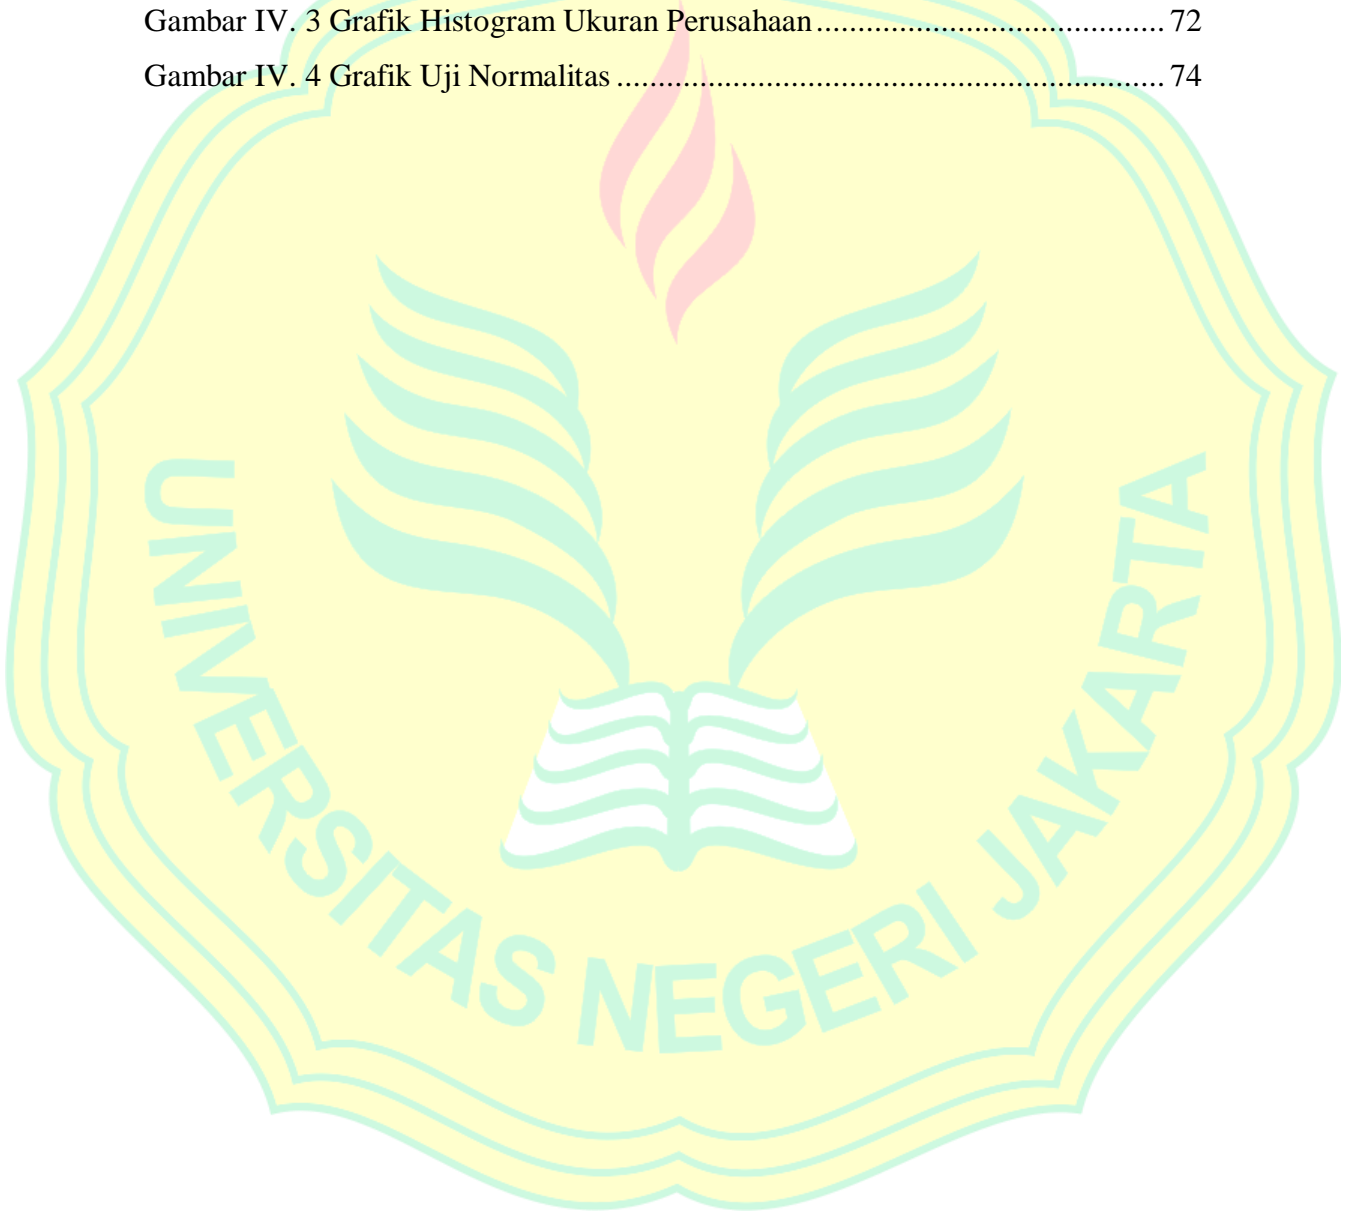 Gambar IV. 3 Grafik Histogram Ukuran Perusahaan.......................................... 72
Gambar IV. 4 Grafik Uji Normalitas .................................................................. 74
UNIVERSITAS NEGERI JAKARTA